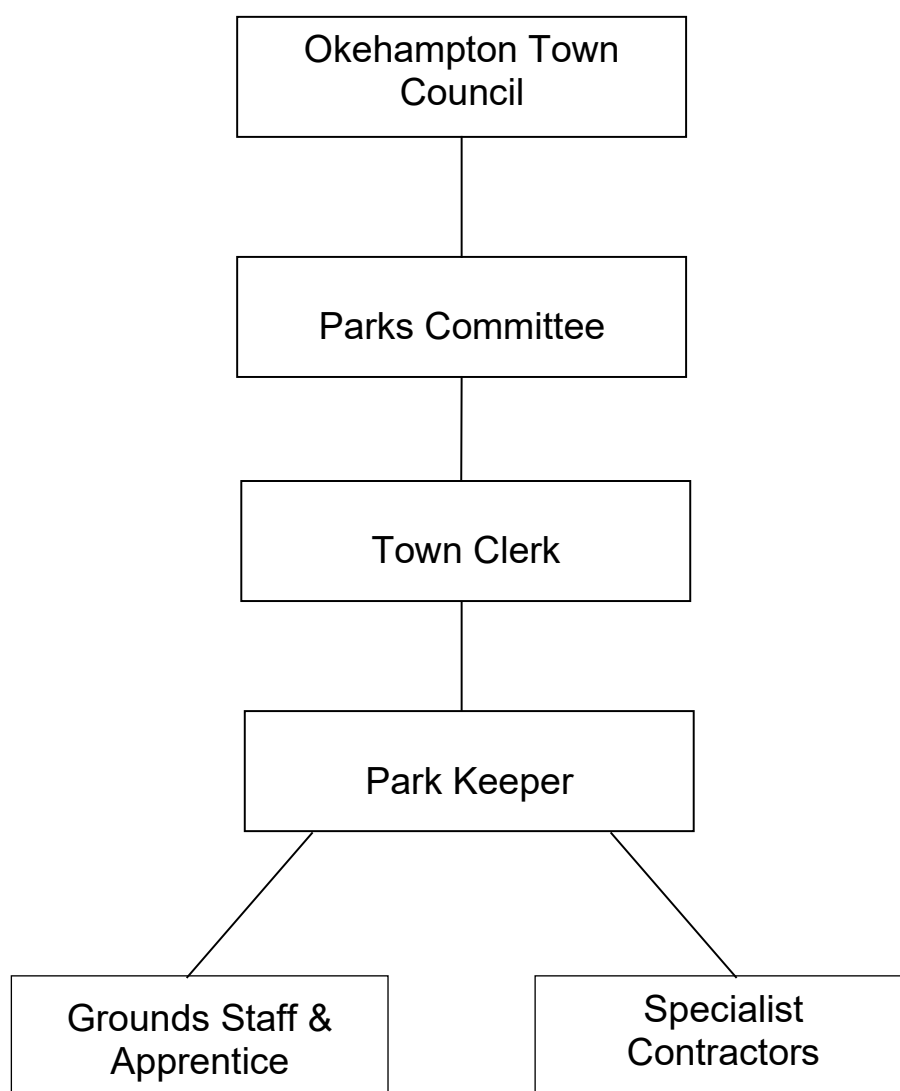 Okehampton Town
Council
Parks Committee
Town Clerk
Park Keeper
Grounds Staff &
Apprentice
Specialist
Contractors